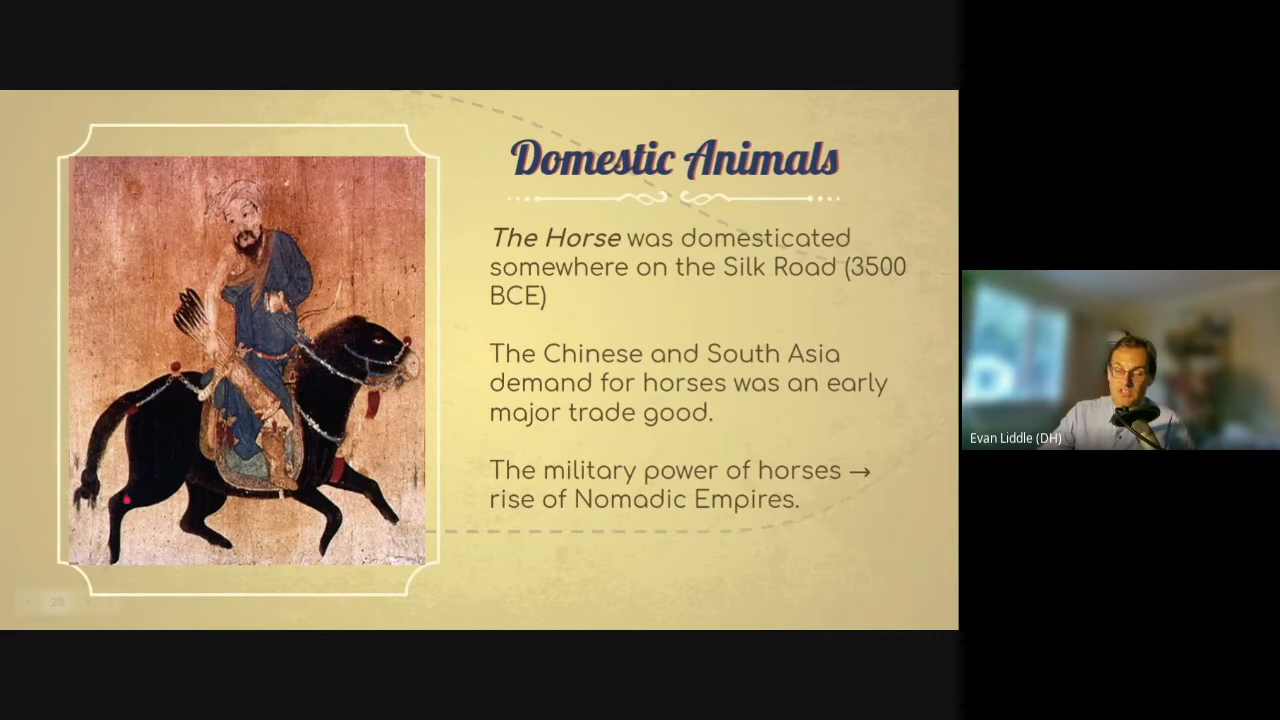 Domestic Animals
The Horse was domesticated
somewhere on the Silk Road (3500
BCE)
The Chinese and South Asia
demand for horses was an early
major trade good.
The military power of horses →
rise of Nomadic Empires.
Evan Liddle (DH)